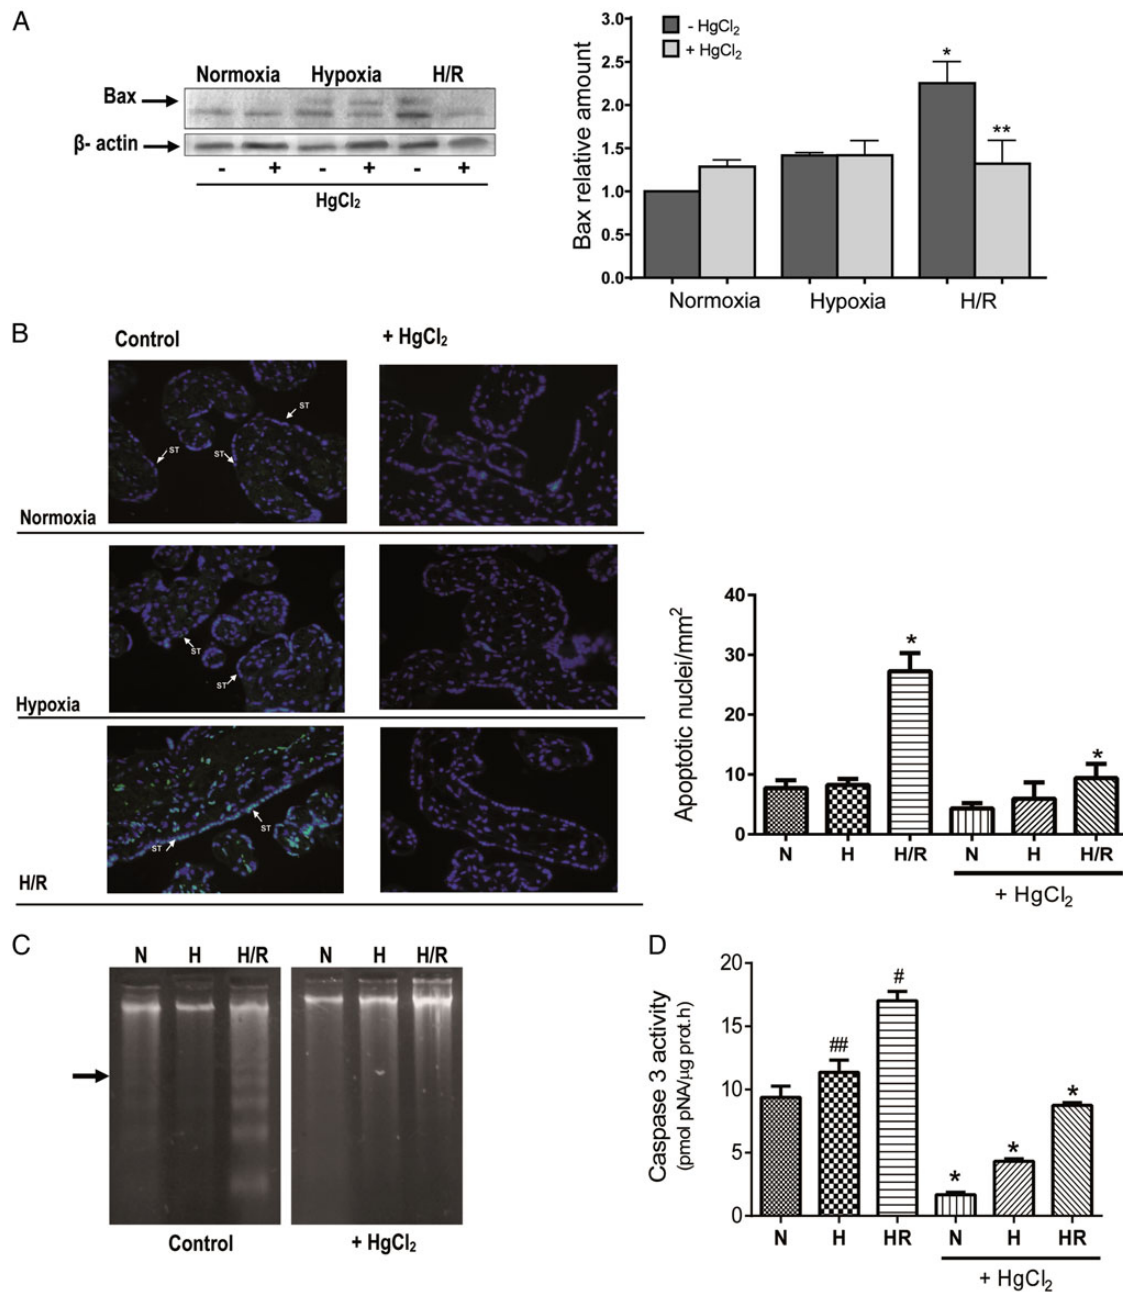 A
Normoxia Hypoxia H/R
Bax
β- actin
- + - + - +
HgCl₂
- HgCl₂
+ HgCl₂
Bax relative amount
3.0
2.5
2.0
1.5
1.0
0.5
0.0
*
**
Normoxia Hypoxia H/R
B
Control + HgCl₂
ST
ST
ST
Normoxia
ST
ST
Hypoxia
ST
ST
H/R
Apoptotic nuclei/mm²
40
30
20
10
0
*
*
N H H/R N H H/R
+ HgCl₂
C
N H H/R N H H/R
Control + HgCl₂
D
Caspase 3 activity
(pmol pNA/µg prot.h)
20
15
10
5
0
##
#
*
*
*
N H HR N H HR
+ HgCl₂